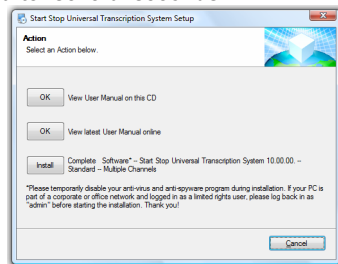 Start Stop Universal Transcription System Setup
Action
Select an Action below.
OK View User Manual on this CD
OK View latest User Manual online
Install Complete Software* -- Start Stop Universal Transcription System 10.00.00. --
Standard -- Multiple Channels
*Please temporarily disable your anti-virus and anti-spyware program during installation. If your PC is
part of a corporate or office network and logged in as a limited rights user, please log back in as
"admin" before starting the installation. Thank you!
Cancel